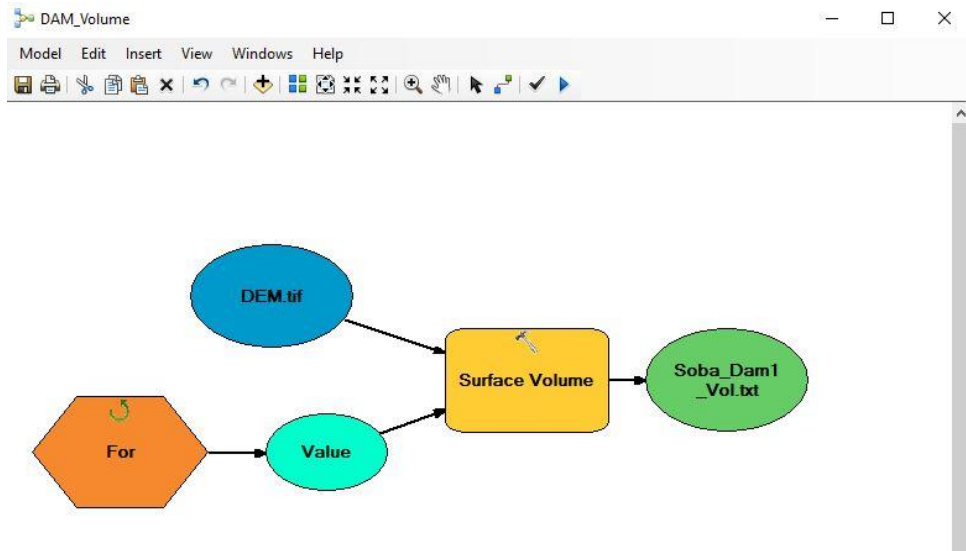 DAM_Volume
Model Edit Insert View Windows Help
DEM.tif
Surface Volume
Soba_Dam1
_Vol.txt
For
Value